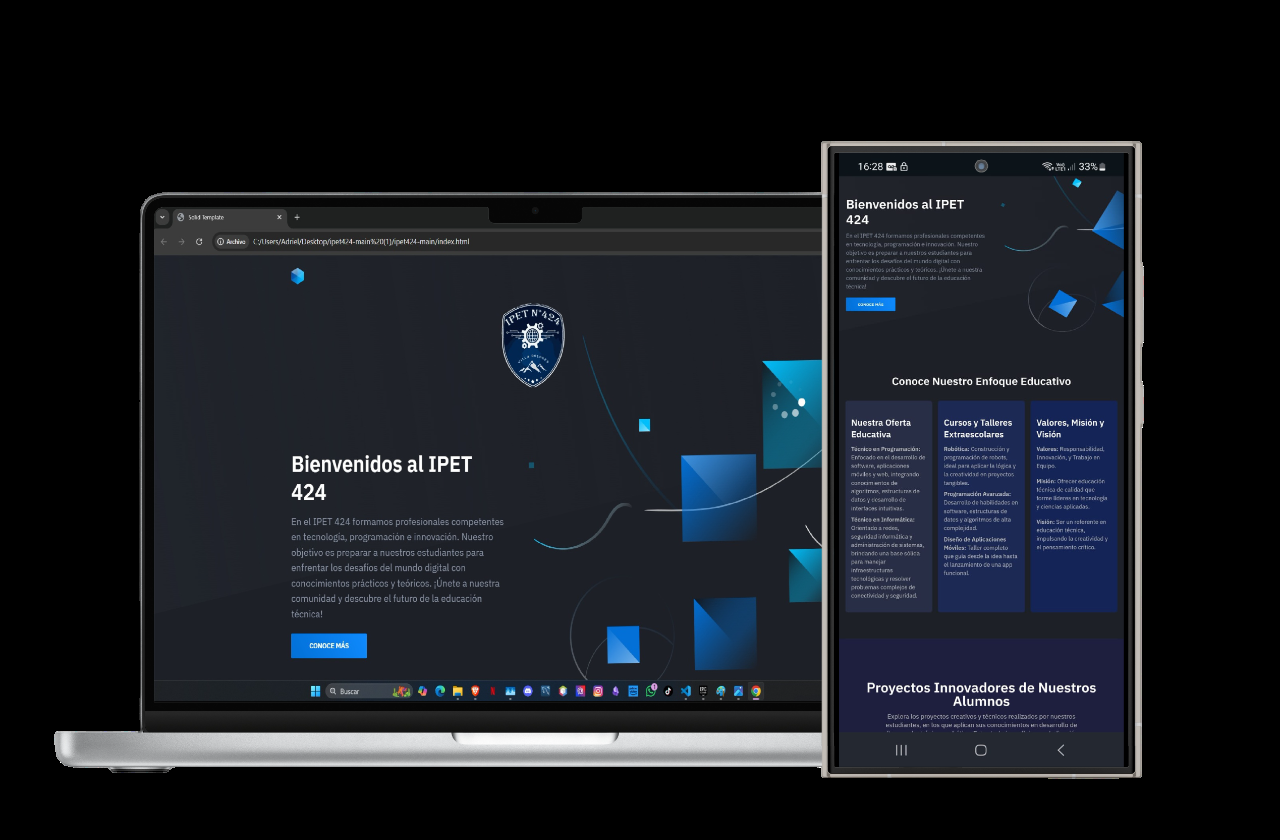 Solid Template
Archivo
C:/Users/Adriel/Desktop/ipet424-main%20(1)/ipet424-main/index.html
IPET N°424
Bienvenidos al IPET
424
En el IPET 424 formamos profesionales competentes
en tecnología, programación e innovación. Nuestro
objetivo es preparar a nuestros estudiantes para
enfrentar los desafíos del mundo digital con
conocimientos prácticos y teóricos. ¡Únete a nuestra
comunidad y descubre el futuro de la educación
técnica!
CONOCE MÁS
Buscar
16:28
33%
Bienvenidos al IPET
424
En el IPET 424 formamos profesionales competentes
en tecnología, programación e innovación. Nuestro
objetivo es preparar a nuestros estudiantes para
enfrentar los desafíos del mundo digital con
conocimientos prácticos y teóricos. ¡Únete a nuestra
comunidad y descubre el futuro de la educación
técnica!
CONOCE MÁS
Conoce Nuestro Enfoque Educativo
Nuestra Oferta
Educativa
Técnico en Programación:
Enfocado en el desarrollo de
software, aplicaciones
móviles y web, integrando
conocimientos de
algoritmos, estructuras de
datos y desarrollo de
interfaces intuitivas.
Técnico en Informática:
Orientado a redes,
seguridad informática y
administración de sistemas,
brindando una base sólida
para manejar
infraestructuras
tecnológicas y resolver
problemas complejos de
conectividad y seguridad.
Cursos y Talleres
Extraescolares
Robótica: Construcción y
programación de robots,
ideal para aplicar la lógica y
la creatividad en proyectos
tangibles.
Programación Avanzada:
Desarrollo de habilidades en
software, estructuras de
datos y algoritmos de alta
complejidad.
Diseño de Aplicaciones
Móviles: Taller completo
que guía desde la idea hasta
el lanzamiento de una app
funcional.
Valores, Misión y
Visión
Valores: Responsabilidad,
Innovación, y Trabajo en
Equipo.
Misión: Ofrecer educación
técnica de calidad que
forme líderes en tecnología
y ciencias aplicadas.
Visión: Ser un referente en
educación técnica,
impulsando la creatividad y
el pensamiento crítico.
Proyectos Innovadores de Nuestros
Alumnos
Explora los proyectos creativos y técnicos realizados por nuestros
estudiantes, en los que aplican sus conocimientos en desarrollo de